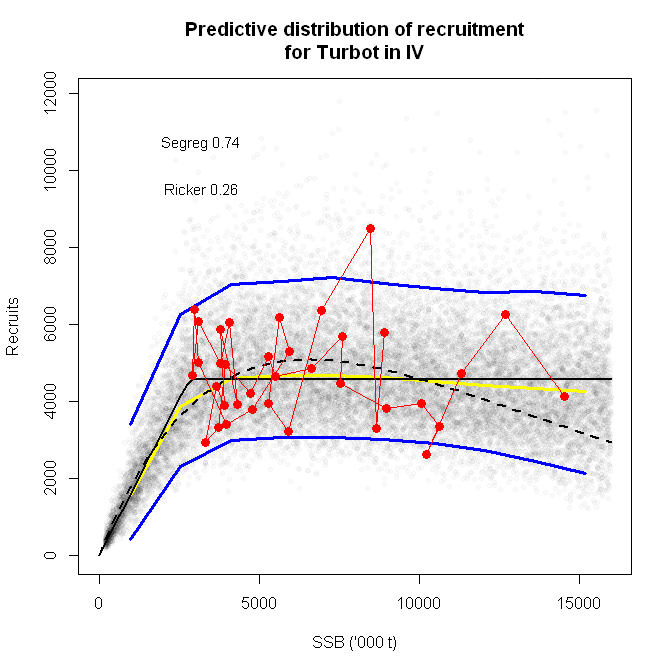 Predictive distribution of recruitment
for Turbot in IV
Segreg 0.74
Ricker 0.26
Recruits
12000
10000
8000
6000
4000
2000
0
0 5000 10000 15000
SSB ('000 t)